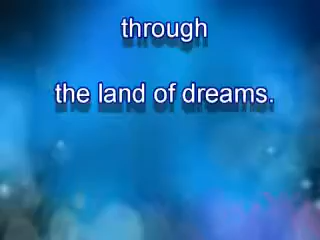 through
the land of dreams.